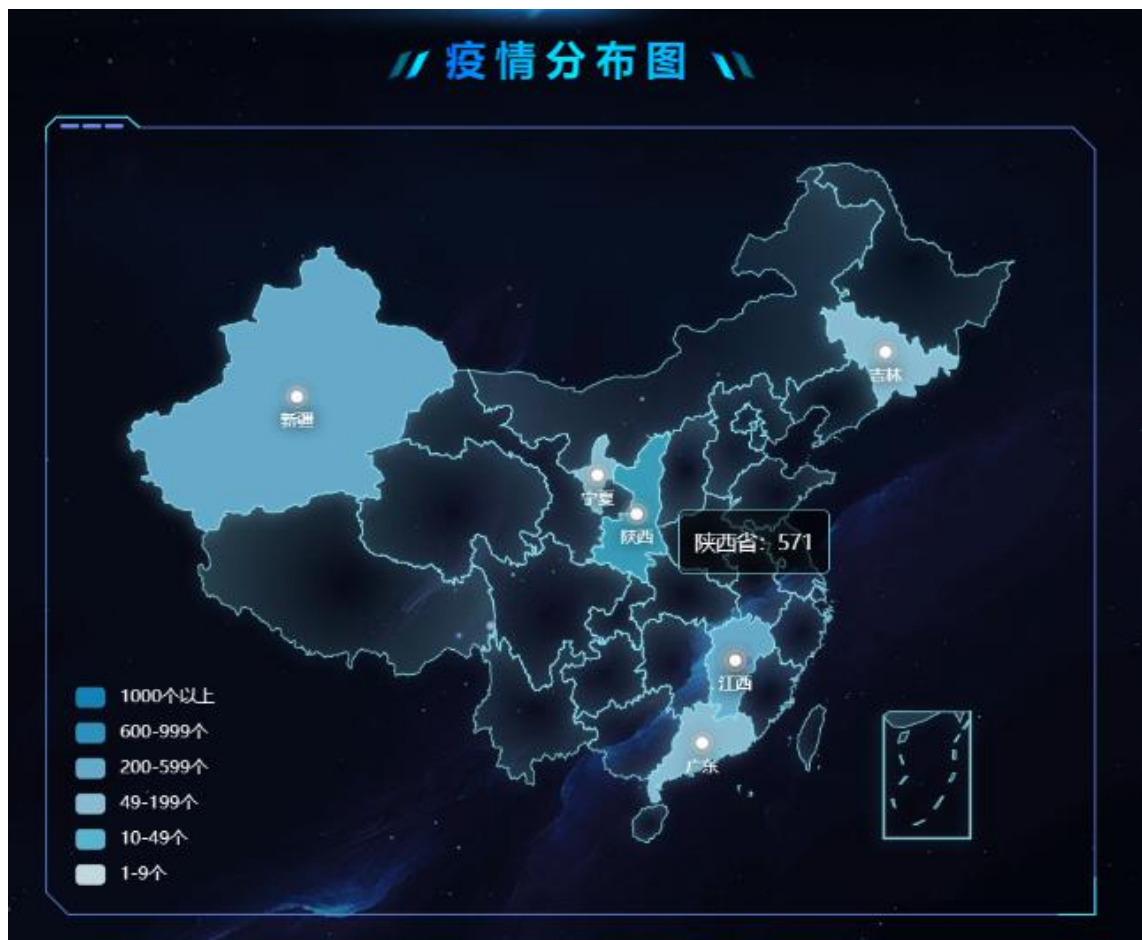 疫情分布图
吉林
新疆
宁夏
陕西
陕西省：571
江西
广东
1000个以上
600-999个
200-599个
49-199个
10-49个
1-9个